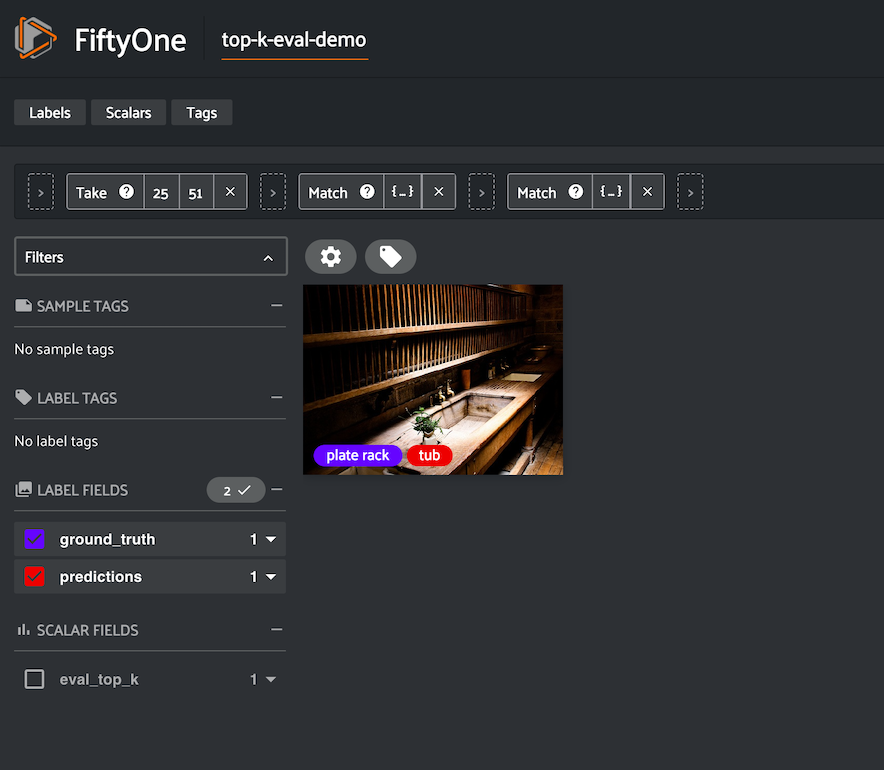 FiftyOne top-k-eval-demo
Labels Scalars Tags
> Take ? 25 51 × > Match ? {…} × > Match ? {…} × >
Filters
SAMPLE TAGS
No sample tags
LABEL TAGS
No label tags
plate rack tub
LABEL FIELDS 2
ground_truth 1
predictions 1
SCALAR FIELDS
eval_top_k 1